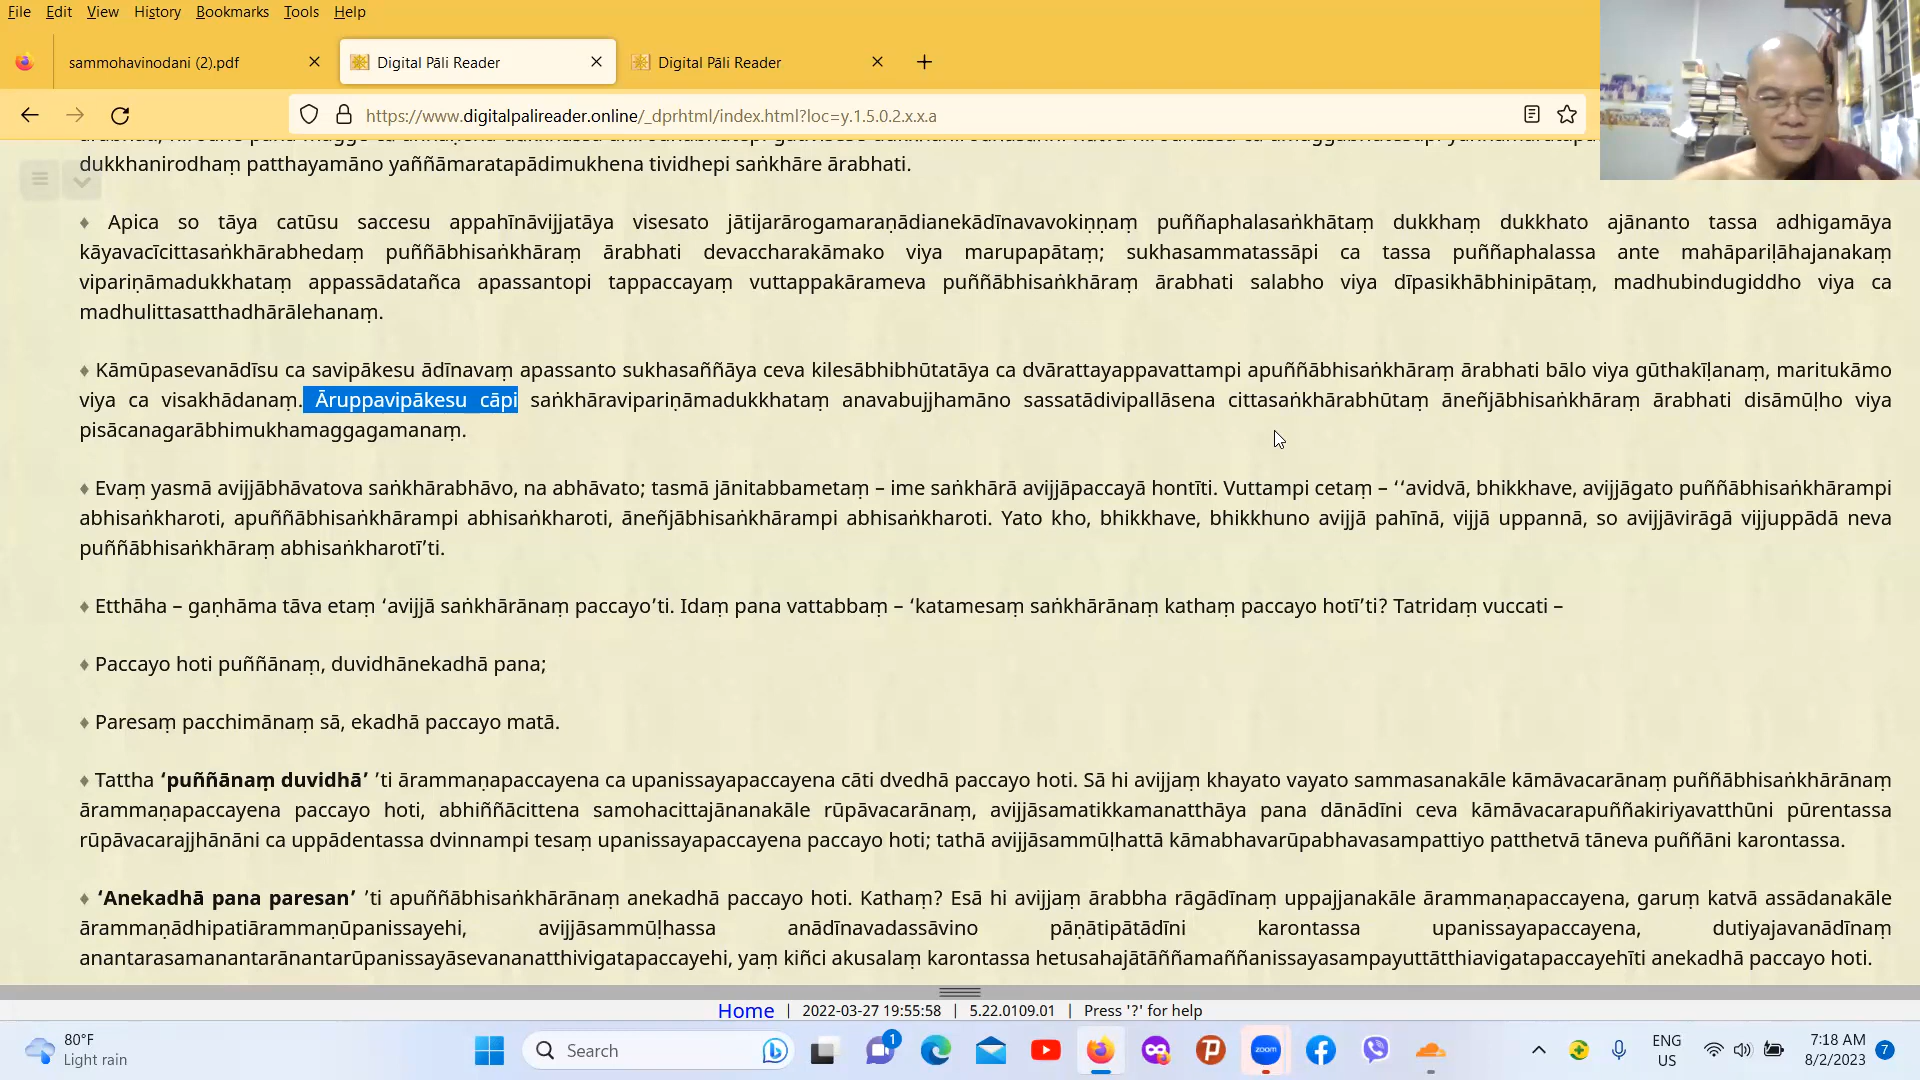 File Edit View History Bookmarks Tools Help
sammohavinodani (2).pdf
Digital Pāli Reader
Digital Pāli Reader
https://www.digitalpalireader.online/_dprhtml/index.html?loc=y.1.5.0.2.x.x.a
dukkhanirodhaṃ patthayamāno yaññāmaratapādimukhena tividhepi saṅkhāre ārabhati.
♦ Apica so tāya catūsu saccesu appahīnāvijjatāya visesato jātijarārogamaraṇādianekādīnavavokiṇṇaṃ puññaphalasaṅkhātaṃ dukkhaṃ dukkhato ajānanto tassa adhigamāya
kāyavacīcittasaṅkhārabhedaṃ puññābhisaṅkhāraṃ ārabhati devaccharakāmako viya marupapātaṃ; sukhasammatassāpi ca tassa puññaphalassa ante mahāpariḷāhajanakaṃ
vipariṇāmadukkhataṃ appassādatañca apassantopi tappaccayaṃ vuttappakārameva puññābhisaṅkhāraṃ ārabhati salabho viya dīpasikhābhinipātaṃ, madhubindugiddho viya ca
madhulittasatthadhārālehanaṃ.
♦ Kāmūpasevanādīsu ca savipākesu ādīnavaṃ apassanto sukhasaññāya ceva kilesābhibhūtatāya ca dvārattayappavattampi apuññābhisaṅkhāraṃ ārabhati bālo viya gūthakīḷanaṃ, maritukāmo
viya ca visakhādanaṃ. Āruppavipākesu cāpi saṅkhāravipariṇāmadukkhataṃ anavabujjhamāno sassatādivipallāsena cittasaṅkhārabhūtaṃ āneñjābhisaṅkhāraṃ ārabhati disāmūḷho viya
pisācanagarābhimukhamaggagamanaṃ.
♦ Evaṃ yasmā avijjābhāvatova saṅkhārabhāvo, na abhāvato; tasmā jānitabbametaṃ – ime saṅkhārā avijjāpaccayā hontīti. Vuttampi cetaṃ – ‘‘avidvā, bhikkhave, avijjāgato puññābhisaṅkhārampi
abhisaṅkharoti, apuññābhisaṅkhārampi abhisaṅkharoti, āneñjābhisaṅkhārampi abhisaṅkharoti. Yato kho, bhikkhave, bhikkhuno avijjā pahīnā, vijjā uppannā, so avijjāvirāgā vijjuppādā neva
puññābhisaṅkhāraṃ abhisaṅkharotī’ti.
♦ Etthāha – gaṇhāma tāva etaṃ ‘avijjā saṅkhārānaṃ paccayo’ti. Idaṃ pana vattabbaṃ – ‘katamesaṃ saṅkhārānaṃ kathaṃ paccayo hotī’ti? Tatridaṃ vuccati –
♦ Paccayo hoti puññānaṃ, duvidhānekadhā pana;
♦ Paresaṃ pacchimānaṃ sā, ekadhā paccayo matā.
♦ Tattha ‘puññānaṃ duvidhā’ ’ti ārammaṇapaccayena ca upanissayapaccayena cāti dvedhā paccayo hoti. Sā hi avijjaṃ khayato vayato sammasanakāle kāmāvacarānaṃ puññābhisaṅkhārānaṃ
ārammaṇapaccayena paccayo hoti, abhiññācittena samohacittajānanakāle rūpāvacarānaṃ, avijjāsamatikkamanatthāya pana dānādīni ceva kāmāvacarapuññakiriyavatthūni pūrentassa
rūpāvacarajjhānāni ca uppādentassa dvinnampi tesaṃ upanissayapaccayena paccayo hoti; tathā avijjāsammūḷhattā kāmabhavarūpabhavasampattiyo patthetvā tāneva puññāni karontassa.
♦ ‘Anekadhā pana paresan’ ’ti apuññābhisaṅkhārānaṃ anekadhā paccayo hoti. Kathaṃ? Esā hi avijjaṃ ārabbha rāgādīnaṃ uppajjanakāle ārammaṇapaccayena, garuṃ katvā assādanakāle
ārammaṇādhipatiārammaṇūpanissayehi, avijjāsammūḷhassa anādīnavadassāvino pāṇātipātādīni karontassa upanissayapaccayena, dutiyajavanādīnaṃ
anantarasamanantarānantarūpanissayāsevananatthivigatapaccayehi, yaṃ kiñci akusalaṃ karontassa hetusahajātāññamaññanissayasampayuttātthiavigatapaccayehīti anekadhā paccayo hoti.
Home | 2022-03-27 19:55:58 | 5.22.0109.01 | Press '?' for help
80°F
Light rain
Search
1
zoom
ENG
US
7:18 AM
8/2/2023
7